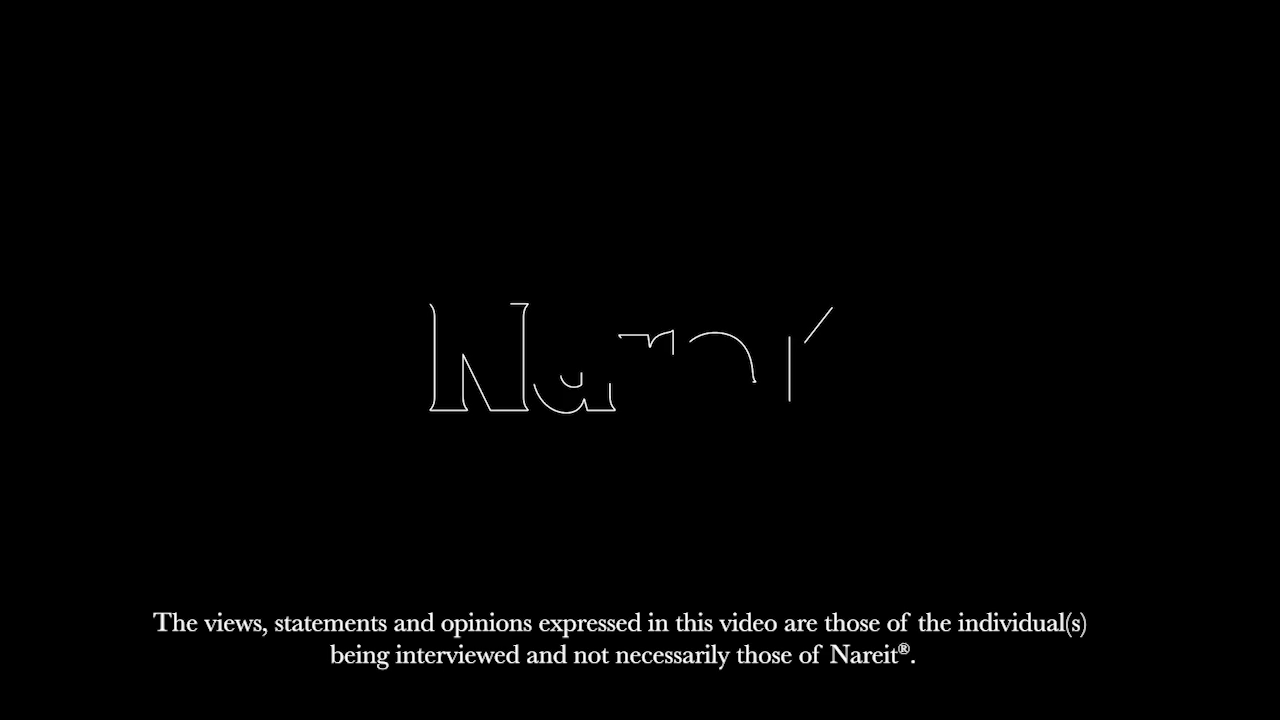 Nareit
The views, statements and opinions expressed in this video are those of the individual(s)
being interviewed and not necessarily those of Nareit®.